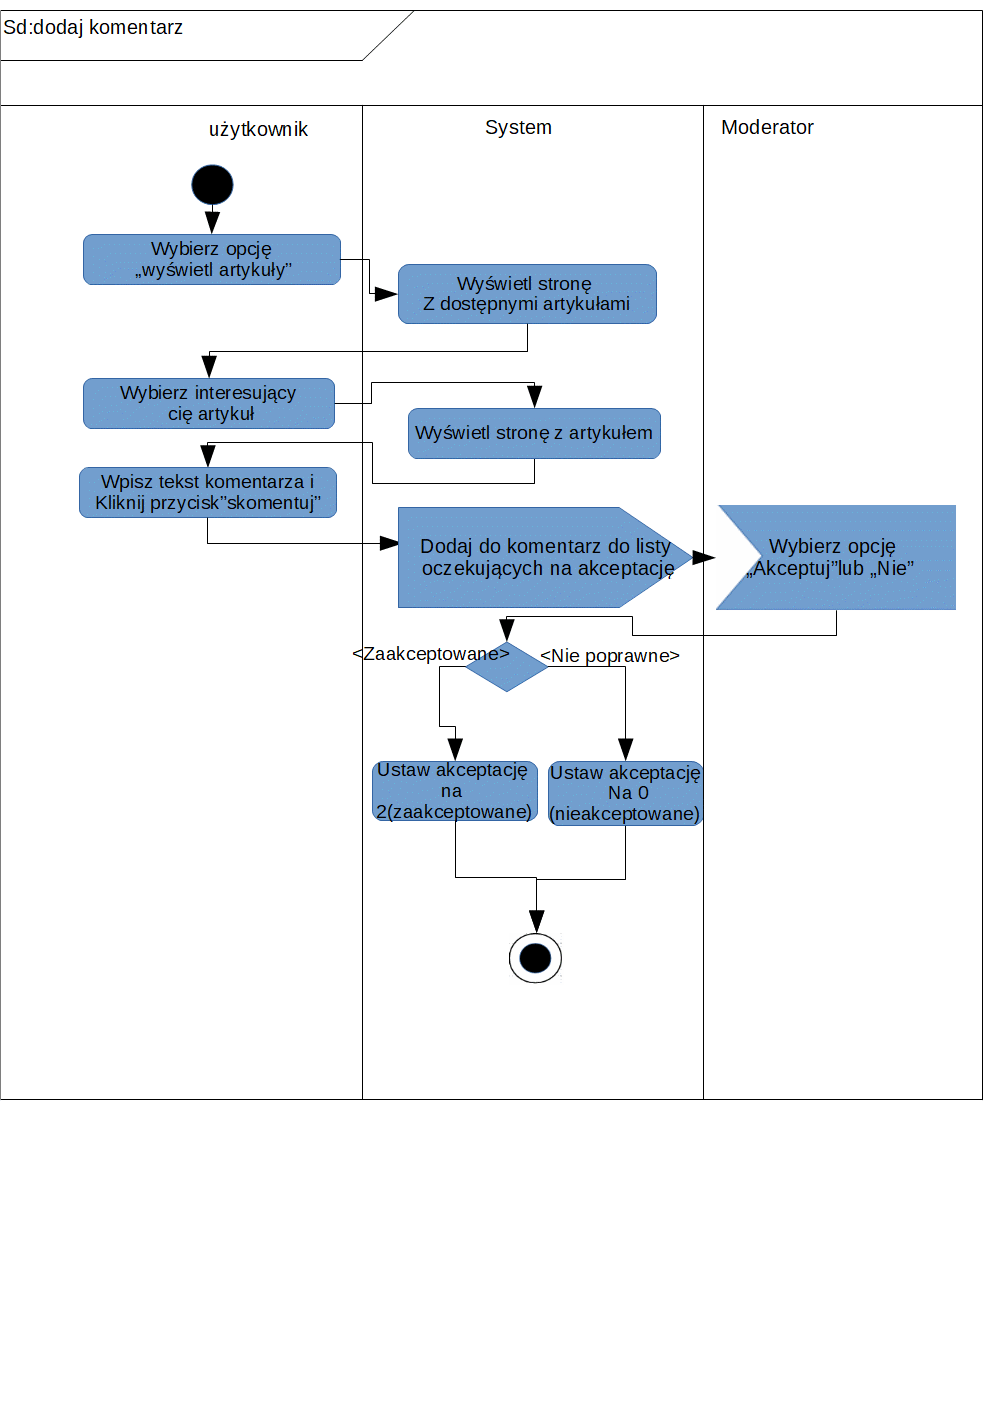 Sd:dodaj komentarz
użytkownik
System
Moderator
Wybierz opcję
„wyświetl artykuły”
Wyświetl stronę
Z dostępnymi artykułami
Wybierz interesujący
cię artykuł
Wyświetl stronę z artykułem
Wpisz tekst komentarza i
Kliknij przycisk”skomentuj”
Dodaj do komentarz do listy
oczekujących na akceptację
Wybierz opcję
„Akceptuj”lub „Nie”
<Zaakceptowane>
<Nie poprawne>
Ustaw akceptację
na
2(zaakceptowane)
Ustaw akceptację
Na 0
(nieakceptowane)